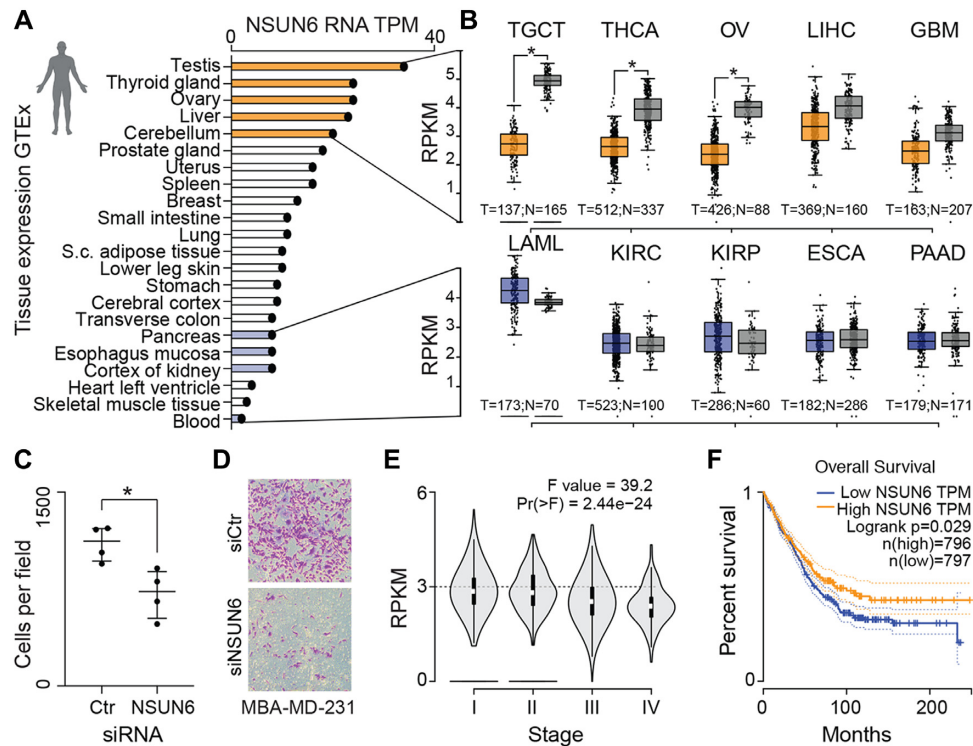 A
NSUN6 RNA TPM
0
40
Tissue expression GTEx
Testis
Thyroid gland
Ovary
Liver
Cerebellum
Prostate gland
Uterus
Spleen
Breast
Small intestine
Lung
S.c. adipose tissue
Lower leg skin
Stomach
Cerebral cortex
Transverse colon
Pancreas
Esophagus mucosa
Cortex of kidney
Heart left ventricle
Skeletal muscle tissue
Blood
B
TGCT THCA OV LIHC GBM
* * *
RPKM
5
4
3
2
1
T=137;N=165 T=512;N=337 T=426;N=88 T=369;N=160 T=163;N=207
LAML KIRC KIRP ESCA PAAD
RPKM
4
3
2
1
T=173;N=70 T=523;N=100 T=286;N=60 T=182;N=286 T=179;N=171
C
*
Cells per field
1500
0
Ctr NSUN6
siRNA
D
siCtr
siNSUN6
MBA-MD-231
E
F value = 39.2
Pr(>F) = 2.44e−24
RPKM
6
3
0
I II III IV
Stage
F
Overall Survival
Low NSUN6 TPM
High NSUN6 TPM
Logrank p=0.029
n(high)=796
n(low)=797
Percent survival
1
0
0 100 200
Months